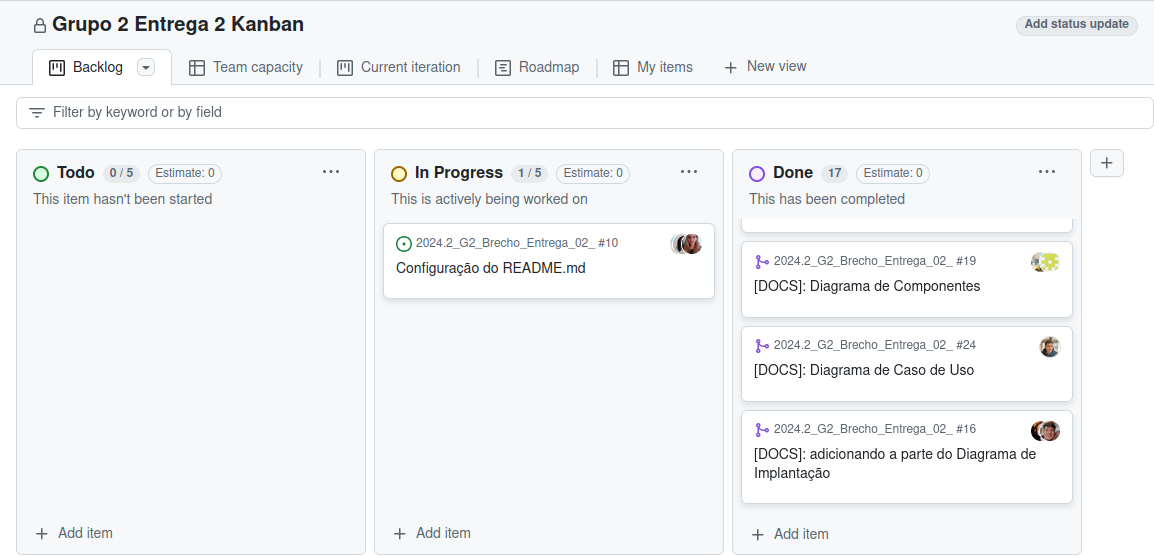 Grupo 2 Entrega 2 Kanban
Add status update
Backlog
Team capacity
Current iteration
Roadmap
My items
New view
Filter by keyword or by field
Todo 0 / 5 Estimate: 0
This item hasn't been started
Add item
In Progress 1 / 5 Estimate: 0
This is actively being worked on
2024.2_G2_Brecho_Entrega_02_ #10
Configuração do README.md
Add item
Done 17 Estimate: 0
This has been completed
2024.2_G2_Brecho_Entrega_02_ #19
[DOCS]: Diagrama de Componentes
2024.2_G2_Brecho_Entrega_02_ #24
[DOCS]: Diagrama de Caso de Uso
2024.2_G2_Brecho_Entrega_02_ #16
[DOCS]: adicionando a parte do Diagrama de
Implantação
Add item